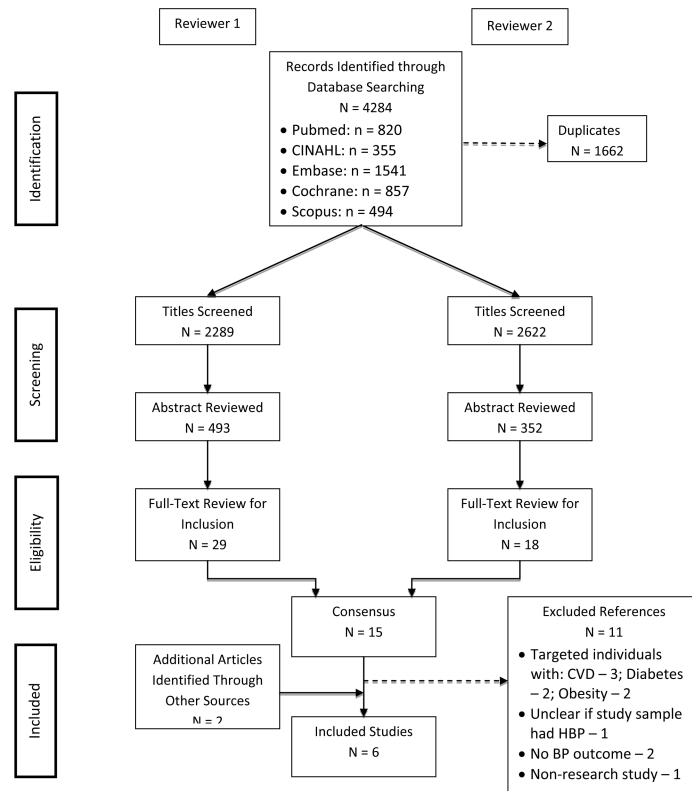 Reviewer 1
Reviewer 2
Records Identified through
Database Searching
N = 4284
• Pubmed: n = 820
• CINAHL: n = 355
• Embase: n = 1541
• Cochrane: n = 857
• Scopus: n = 494
Duplicates
N = 1662
Identification
Titles Screened
N = 2289
Titles Screened
N = 2622
Screening
Abstract Reviewed
N = 493
Abstract Reviewed
N = 352
Full-Text Review for
Inclusion
N = 29
Full-Text Review for
Inclusion
N = 18
Eligibility
Consensus
N = 15
Excluded References
N = 11
• Targeted individuals
with: CVD – 3; Diabetes
– 2; Obesity – 2
• Unclear if study sample
had HBP – 1
• No BP outcome – 2
• Non-research study – 1
Additional Articles
Identified Through
Other Sources
N = 2
Included
Included Studies
N = 6